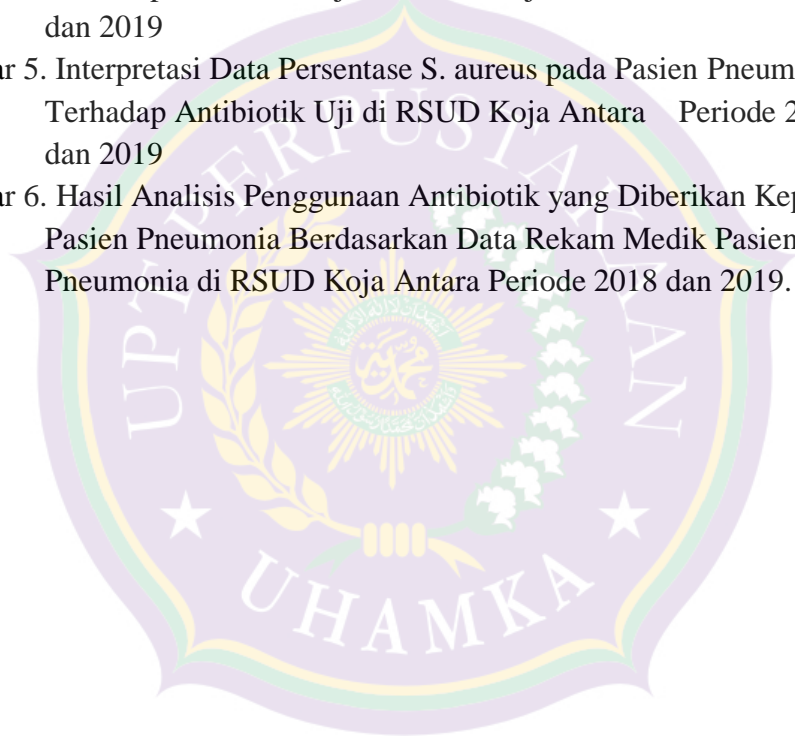 dan 2019
ar 5. Interpretasi Data Persentase S. aureus pada Pasien Pneum
Terhadap Antibiotik Uji di RSUD Koja Antara Periode 2
dan 2019
ar 6. Hasil Analisis Penggunaan Antibiotik yang Diberikan Kep
Pasien Pneumonia Berdasarkan Data Rekam Medik Pasien
Pneumonia di RSUD Koja Antara Periode 2018 dan 2019.
UPT PERPUSTAKAAN
UHAMKA